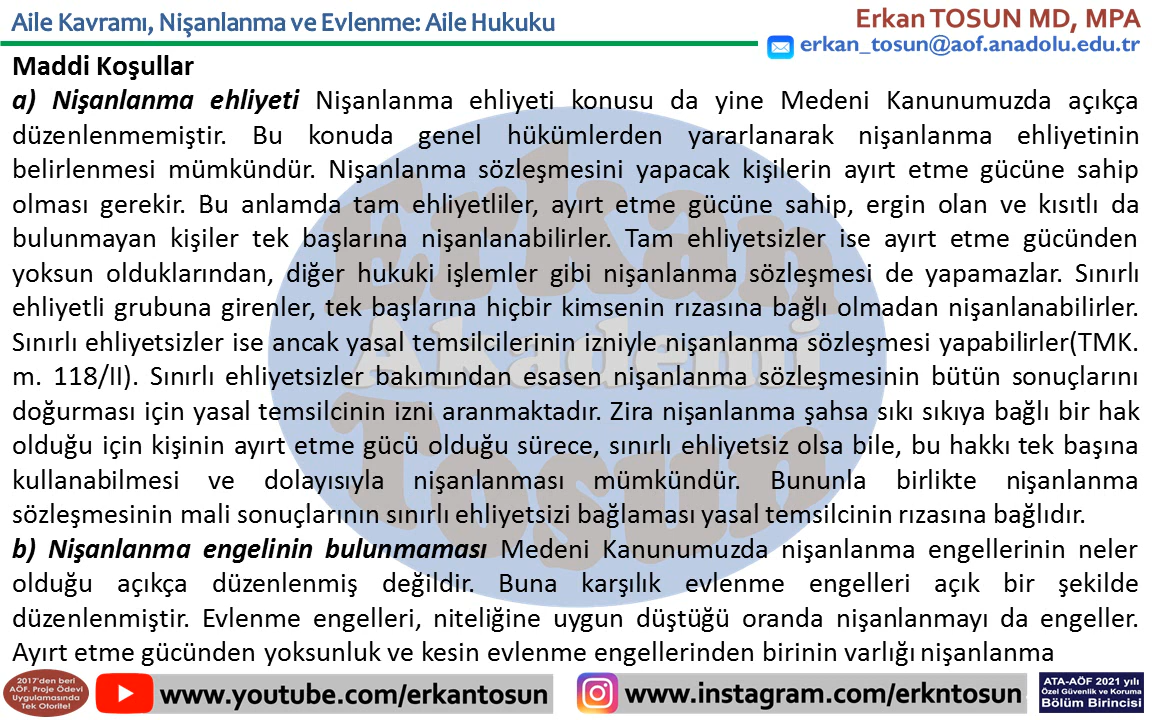 Aile Kavramı, Nişanlanma ve Evlenme: Aile Hukuku
Erkan TOSUN MD, MPA
erkan_tosun@aof.anadolu.edu.tr
Maddi Koşullar
a) Nişanlanma ehliyeti Nişanlanma ehliyeti konusu da yine Medeni Kanunumuzda açıkça
düzenlenmemiştir. Bu konuda genel hükümlerden yararlanarak nişanlanma ehliyetinin
belirlenmesi mümkündür. Nişanlanma sözleşmesini yapacak kişilerin ayırt etme gücüne sahip
olması gerekir. Bu anlamda tam ehliyetliler, ayırt etme gücüne sahip, ergin olan ve kısıtlı da
bulunmayan kişiler tek başlarına nişanlanabilirler. Tam ehliyetsizler ise ayırt etme gücünden
yoksun olduklarından, diğer hukuki işlemler gibi nişanlanma sözleşmesi de yapamazlar. Sınırlı
ehliyetli grubuna girenler, tek başlarına hiçbir kimsenin rızasına bağlı olmadan nişanlanabilirler.
Sınırlı ehliyetsizler ise ancak yasal temsilcilerinin izniyle nişanlanma sözleşmesi yapabilirler(TMK.
m. 118/II). Sınırlı ehliyetsizler bakımından esasen nişanlanma sözleşmesinin bütün sonuçlarını
doğurması için yasal temsilcinin izni aranmaktadır. Zira nişanlanma şahsa sıkı sıkıya bağlı bir hak
olduğu için kişinin ayırt etme gücü olduğu sürece, sınırlı ehliyetsiz olsa bile, bu hakkı tek başına
kullanabilmesi ve dolayısıyla nişanlanması mümkündür. Bununla birlikte nişanlanma
sözleşmesinin mali sonuçlarının sınırlı ehliyetsizi bağlaması yasal temsilcinin rızasına bağlıdır.
b) Nişanlanma engelinin bulunmaması Medeni Kanunumuzda nişanlanma engellerinin neler
olduğu açıkça düzenlenmiş değildir. Buna karşılık evlenme engelleri açık bir şekilde
düzenlenmiştir. Evlenme engelleri, niteliğine uygun düştüğü oranda nişanlanmayı da engeller.
Ayırt etme gücünden yoksunluk ve kesin evlenme engellerinden birinin varlığı nişanlanma
Erkan
Akademi
Tosun
2017'den beri
AÖF. Proje Ödevi
Uygulamasında
Tek Otorite!
www.youtube.com/erkantosun
www.instagram.com/erkntosun
ATA-AÖF 2021 yılı
Özel Güvenlik ve Koruma
Bölüm Birincisi